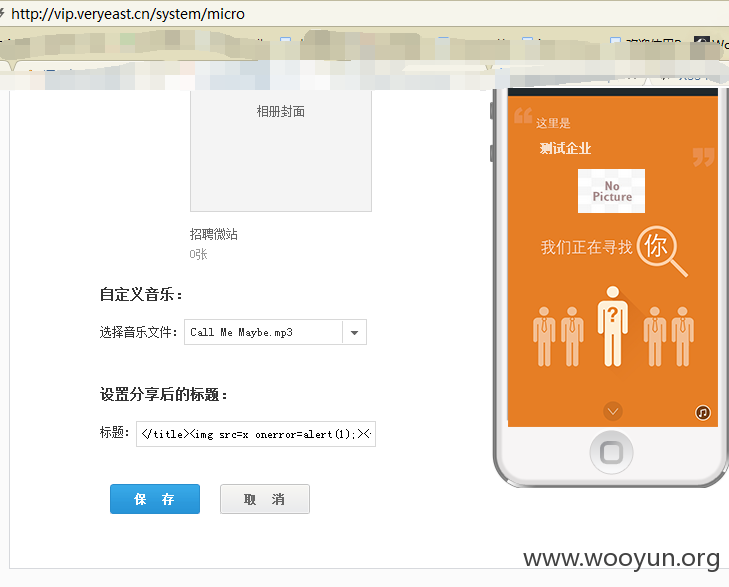 http://vip.veryeast.cn/system/micro
相册封面
招聘微站
0张
自定义音乐：
选择音乐文件： Call Me Maybe.mp3
设置分享后的标题：
标题： </title><img src=x onerror=alert(1);><
保 存
取 消
“
这里是
测试企业
”
No
Picture
我们正在寻找 你
?
www.wooyun.org